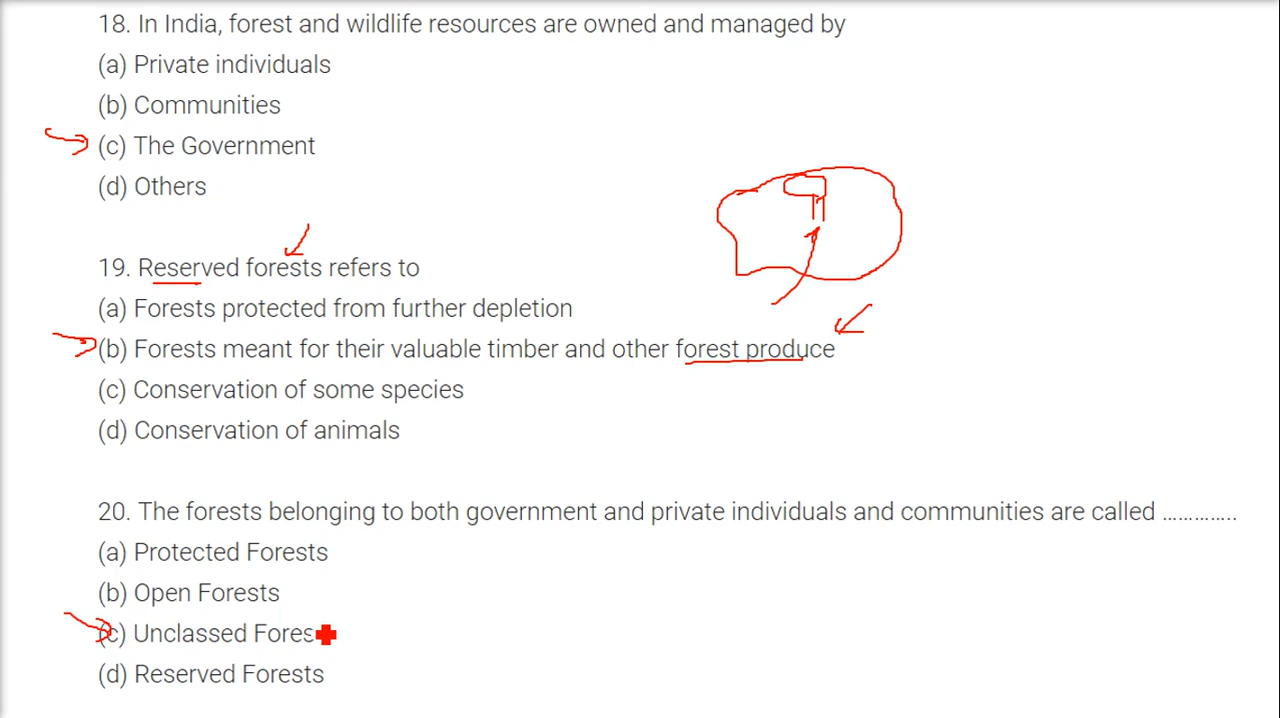 18. In India, forest and wildlife resources are owned and managed by
(a) Private individuals
(b) Communities
(c) The Government
(d) Others
19. Reserved forests refers to
(a) Forests protected from further depletion
(b) Forests meant for their valuable timber and other forest produce
(c) Conservation of some species
(d) Conservation of animals
20. The forests belonging to both government and private individuals and communities are called …………..
(a) Protected Forests
(b) Open Forests
(c) Unclassed Fores
(d) Reserved Forests